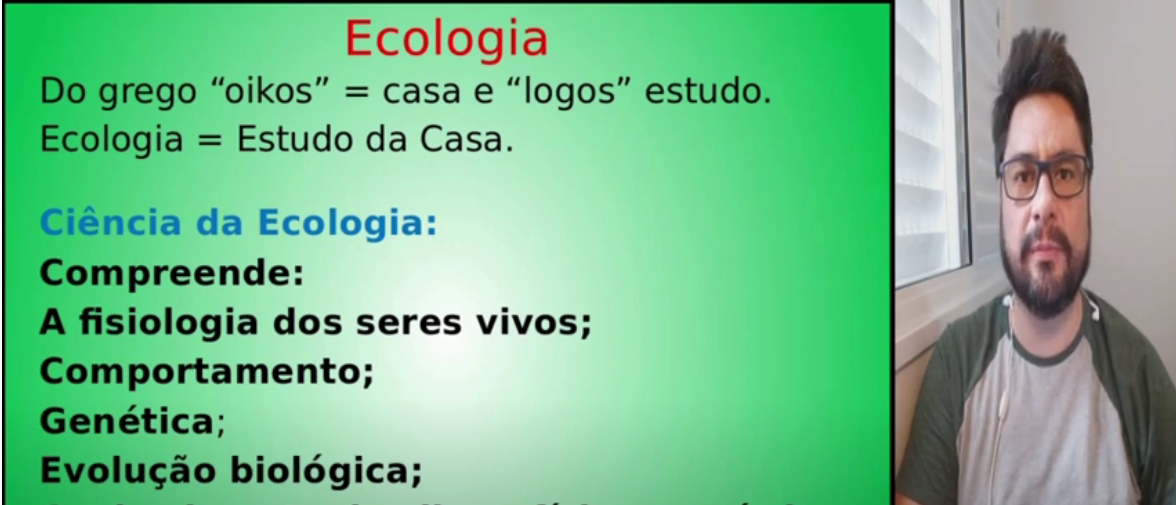 Ecologia
Do grego “oikos” = casa e “logos” estudo.
Ecologia = Estudo da Casa.
Ciência da Ecologia:
Compreende:
A fisiologia dos seres vivos;
Comportamento;
Genética;
Evolução biológica;